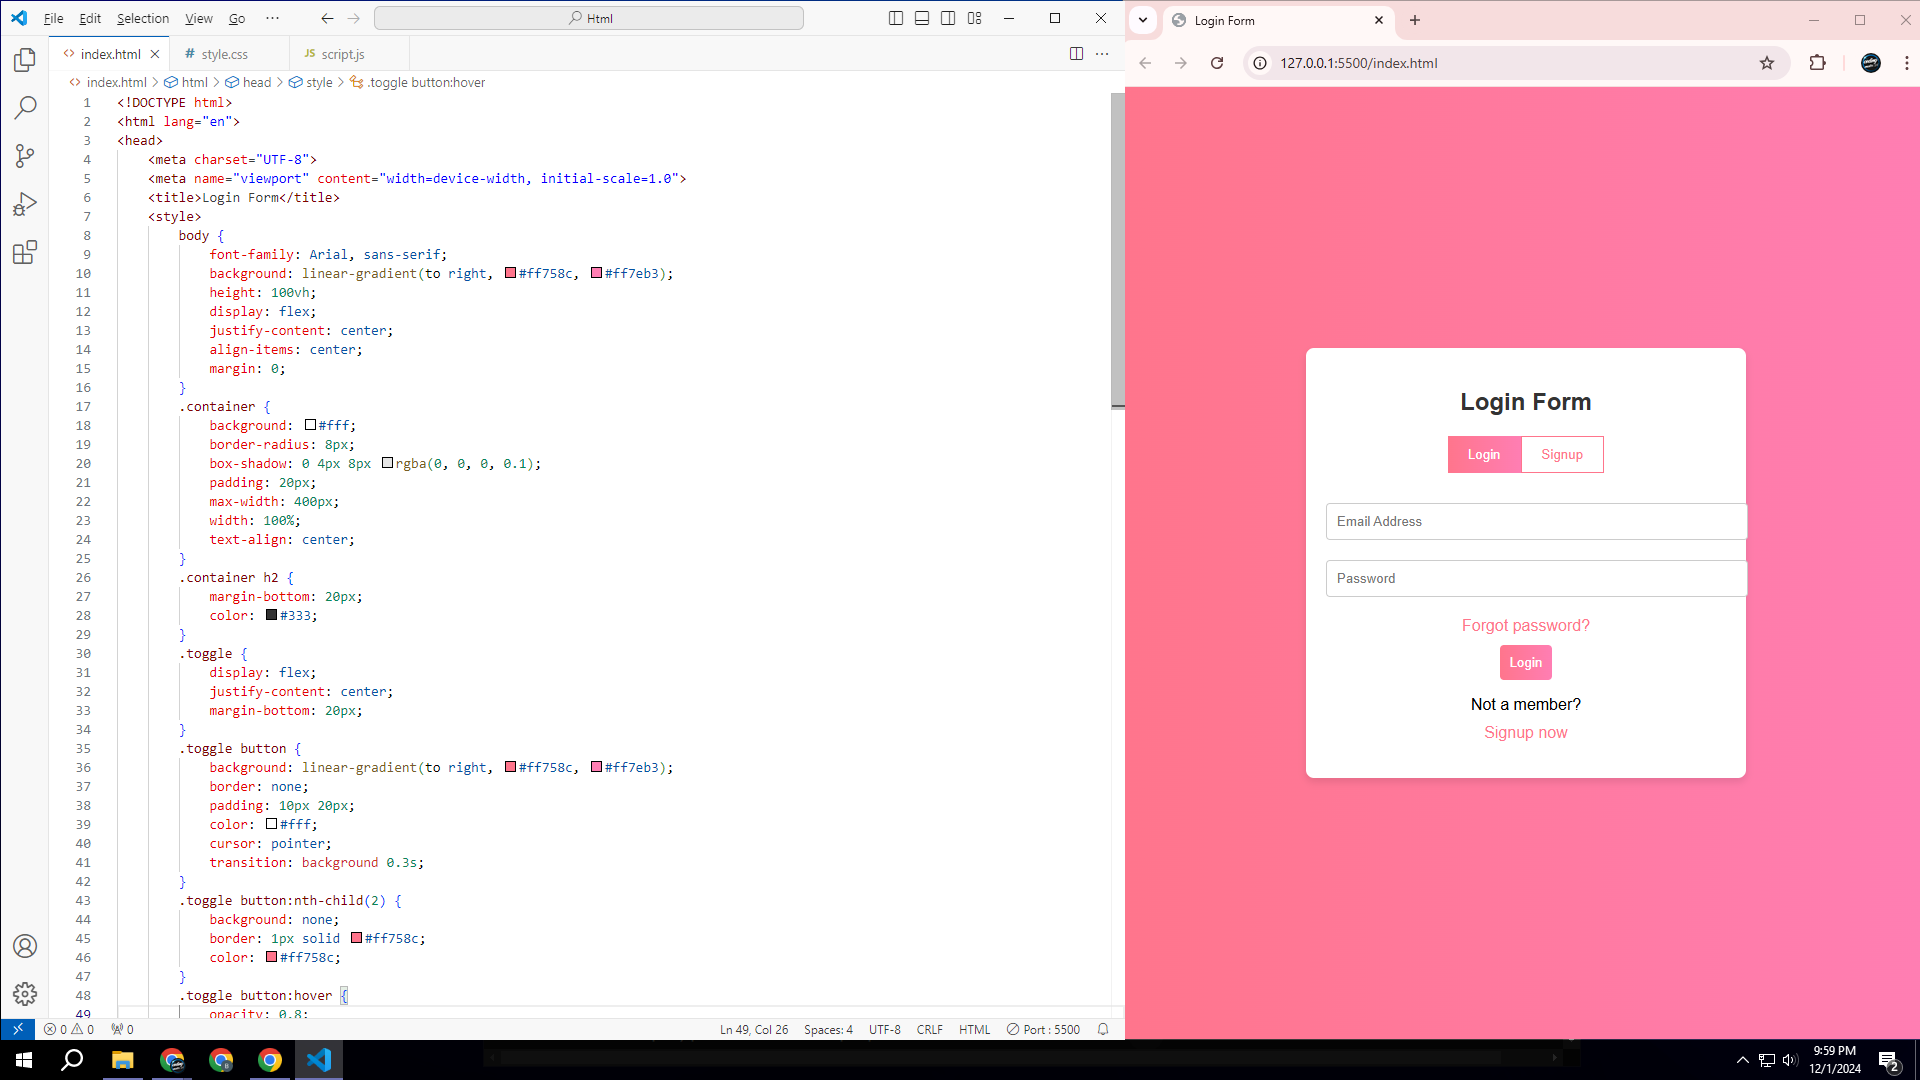 File Edit Selection View Go ··· Html
index.html style.css JS script.js
index.html > html > head > style > .toggle button:hover
1 <!DOCTYPE html>
2 <html lang="en">
3 <head>
4 <meta charset="UTF-8">
5 <meta name="viewport" content="width=device-width, initial-scale=1.0">
6 <title>Login Form</title>
7 <style>
8 body {
9 font-family: Arial, sans-serif;
10 background: linear-gradient(to right, #ff758c, #ff7eb3);
11 height: 100vh;
12 display: flex;
13 justify-content: center;
14 align-items: center;
15 margin: 0;
16 }
17 .container {
18 background: #fff;
19 border-radius: 8px;
20 box-shadow: 0 4px 8px rgba(0, 0, 0, 0.1);
21 padding: 20px;
22 max-width: 400px;
23 width: 100%;
24 text-align: center;
25 }
26 .container h2 {
27 margin-bottom: 20px;
28 color: #333;
29 }
30 .toggle {
31 display: flex;
32 justify-content: center;
33 margin-bottom: 20px;
34 }
35 .toggle button {
36 background: linear-gradient(to right, #ff758c, #ff7eb3);
37 border: none;
38 padding: 10px 20px;
39 color: #fff;
40 cursor: pointer;
41 transition: background 0.3s;
42 }
43 .toggle button:nth-child(2) {
44 background: none;
45 border: 1px solid #ff758c;
46 color: #ff758c;
47 }
48 .toggle button:hover {
49 opacity: 0.8;
0 0 0 Ln 49, Col 26 Spaces: 4 UTF-8 CRLF HTML Port : 5500
Login Form
127.0.0.1:5500/index.html
Login Form
Login Signup
Email Address
Password
Forgot password?
Login
Not a member?
Signup now
9:59 PM
12/1/2024
2